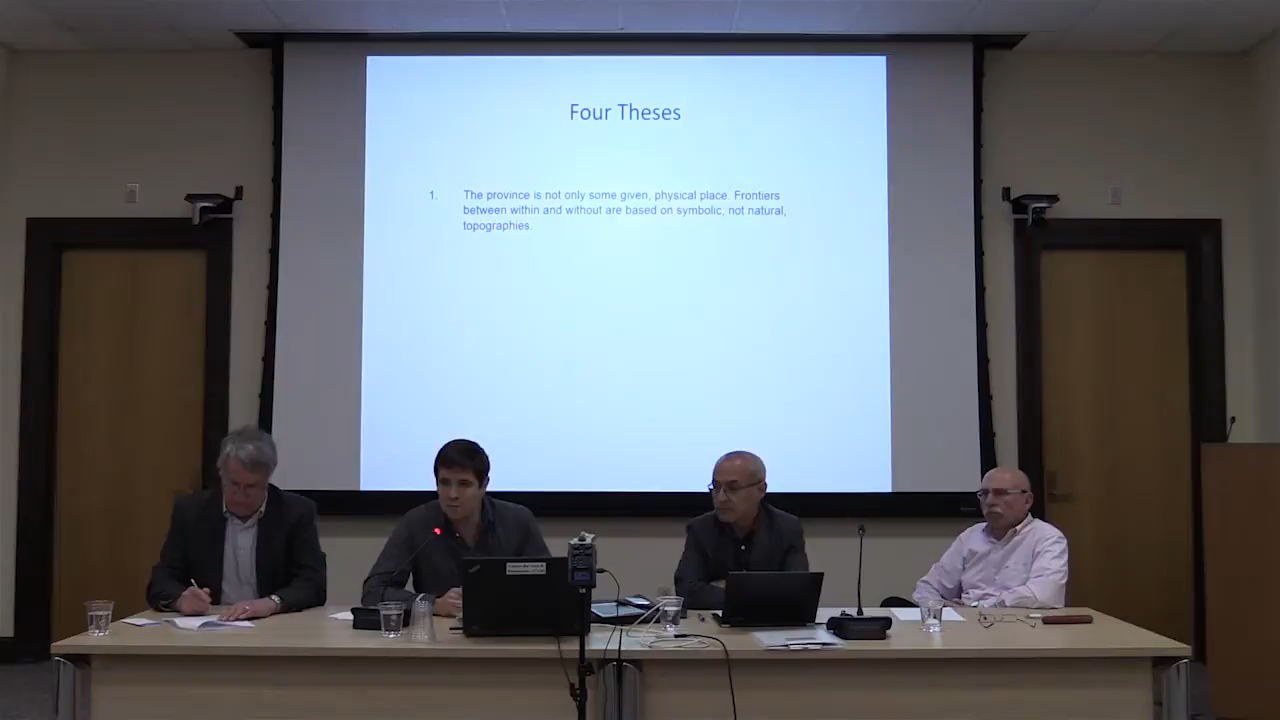 Four Theses
1. The province is not only some given, physical place. Frontiers
between within and without are based on symbolic, not natural,
topographies.